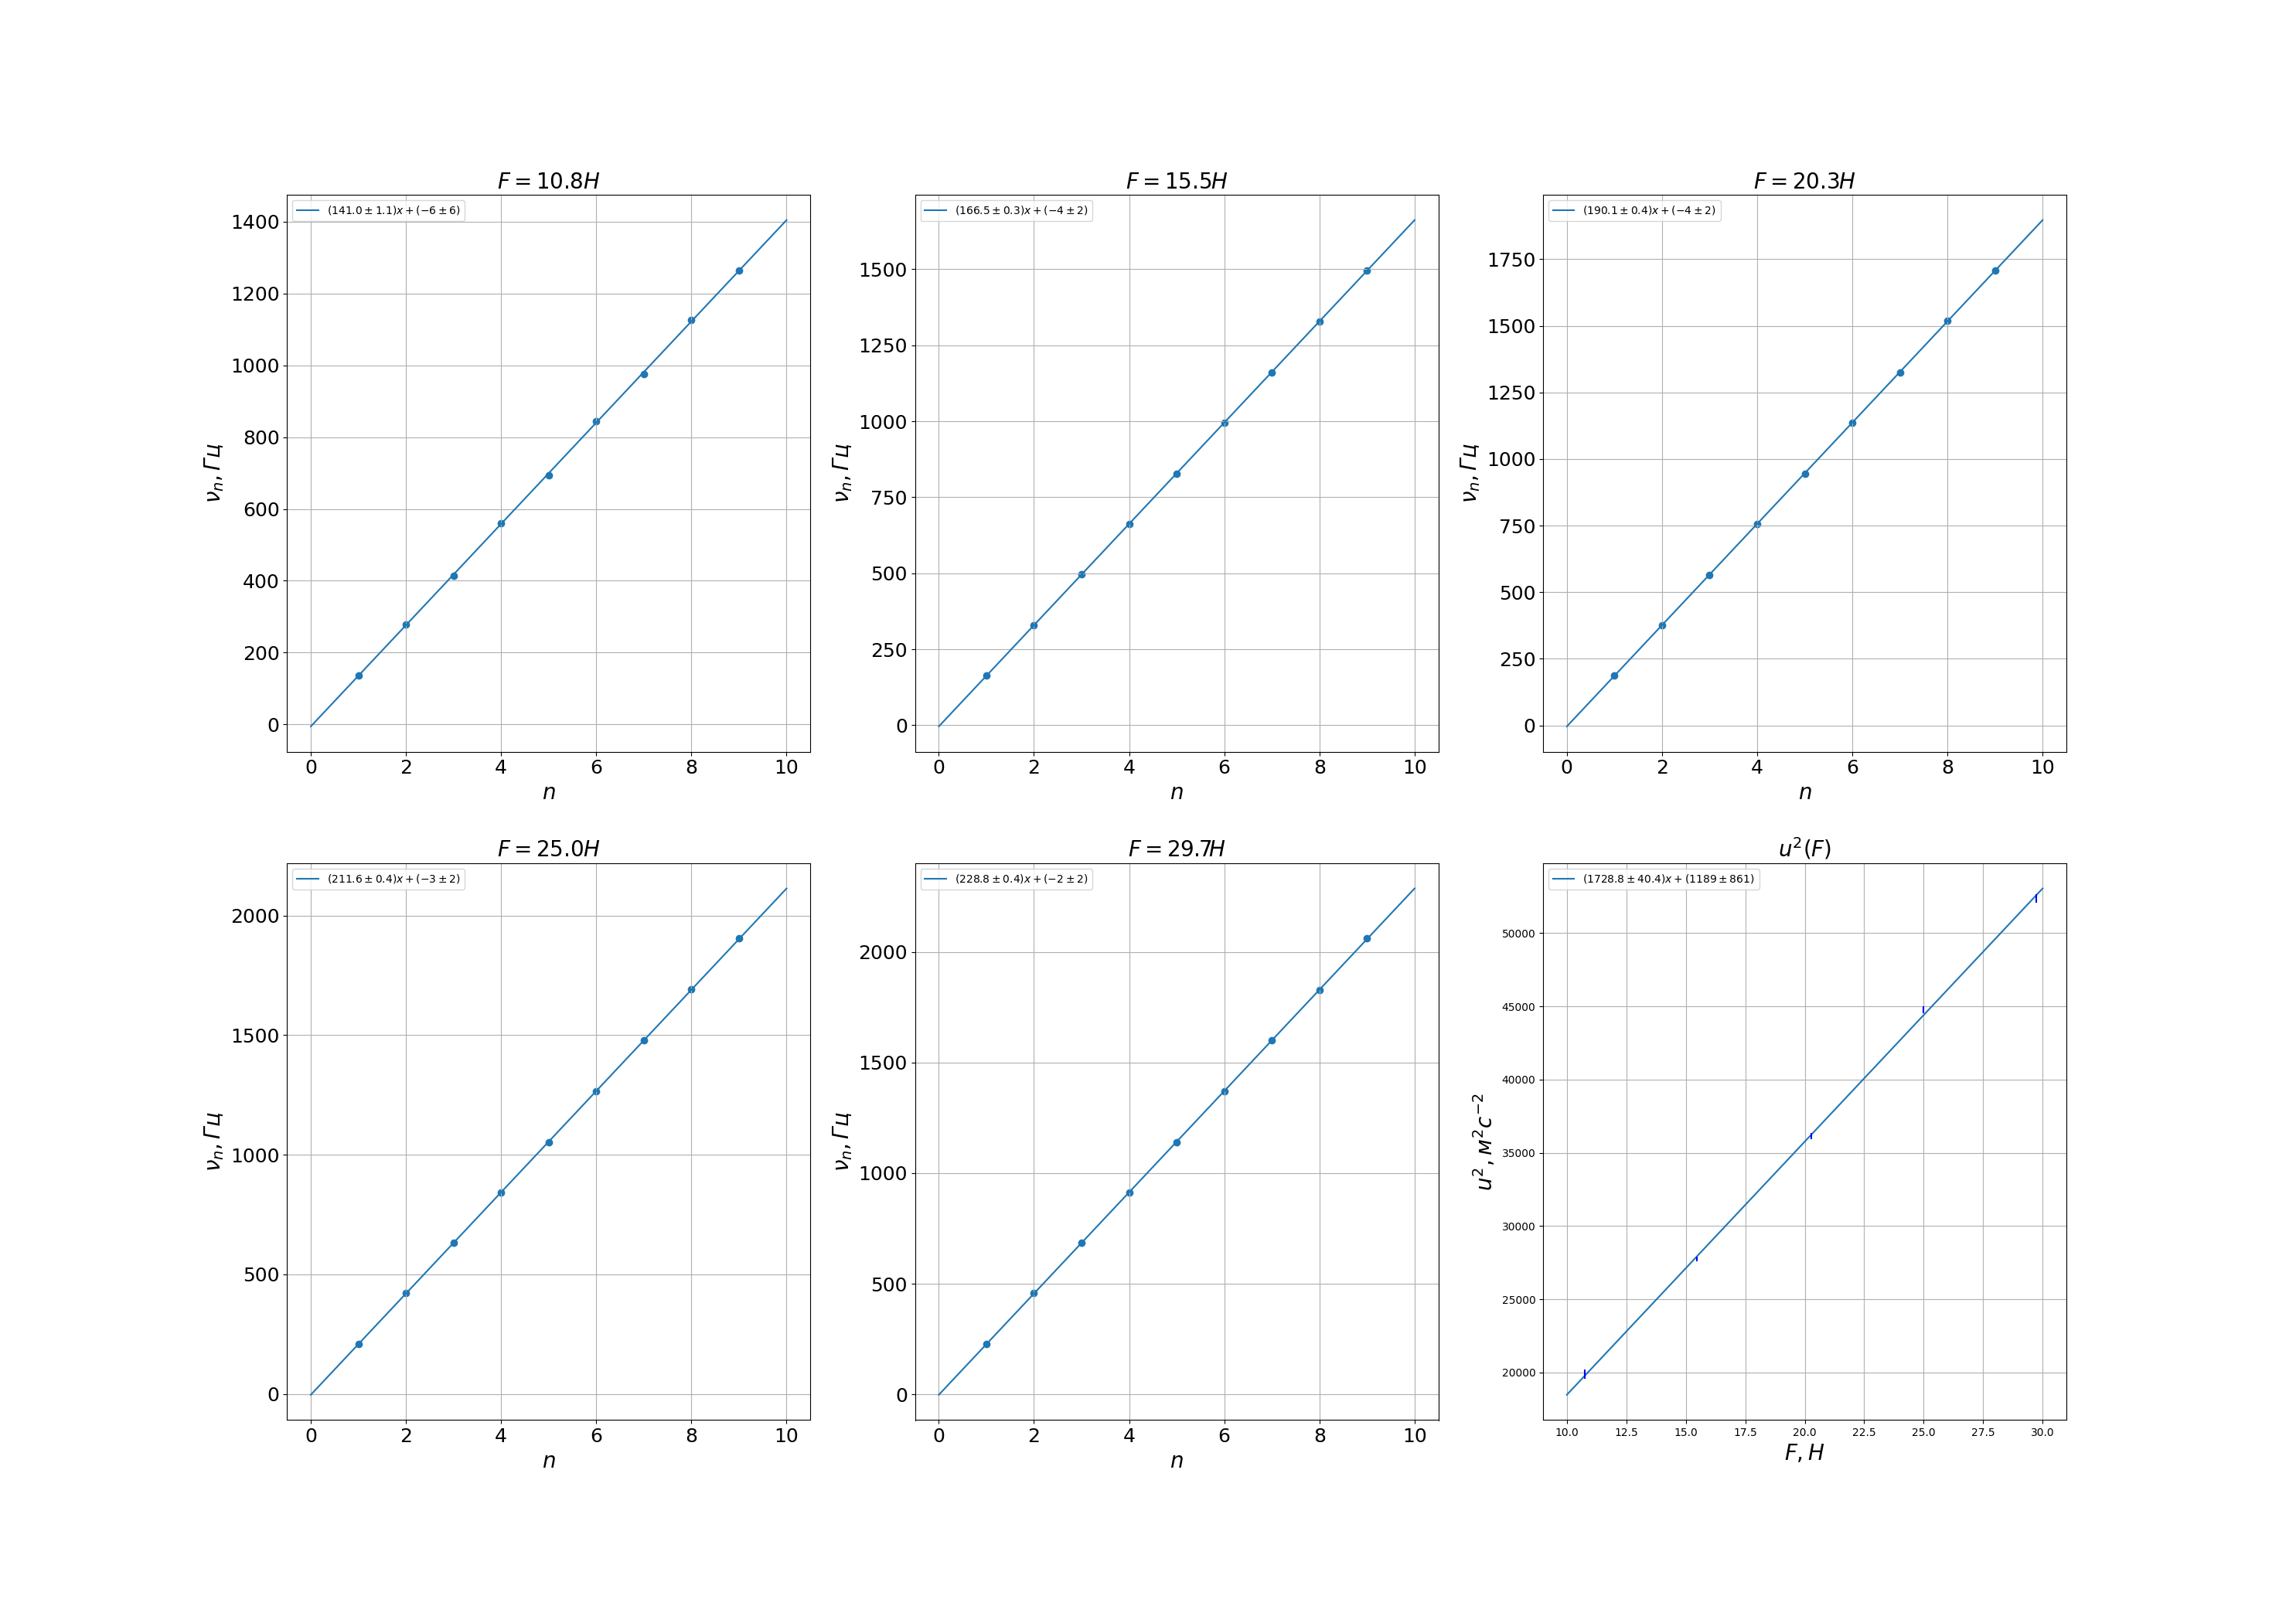 F = 10.8H
(141.0 ± 1.1)x + (−6 ± 6)
1400
1200
1000
800
600
400
200
0
νₙ, Гц
0 2 4 6 8 10
n
F = 15.5H
(166.5 ± 0.3)x + (−4 ± 2)
1500
1250
1000
750
500
250
0
νₙ, Гц
0 2 4 6 8 10
n
F = 20.3H
(190.1 ± 0.4)x + (−4 ± 2)
1750
1500
1250
1000
750
500
250
0
νₙ, Гц
0 2 4 6 8 10
n
F = 25.0H
(211.6 ± 0.4)x + (−3 ± 2)
2000
1500
1000
500
0
νₙ, Гц
0 2 4 6 8 10
n
F = 29.7H
(228.8 ± 0.4)x + (−2 ± 2)
2000
1500
1000
500
0
νₙ, Гц
0 2 4 6 8 10
n
u²(F)
(1728.8 ± 40.4)x + (1189 ± 861)
50000
45000
40000
35000
30000
25000
20000
u², м²с⁻²
10.0 12.5 15.0 17.5 20.0 22.5 25.0 27.5 30.0
F, H